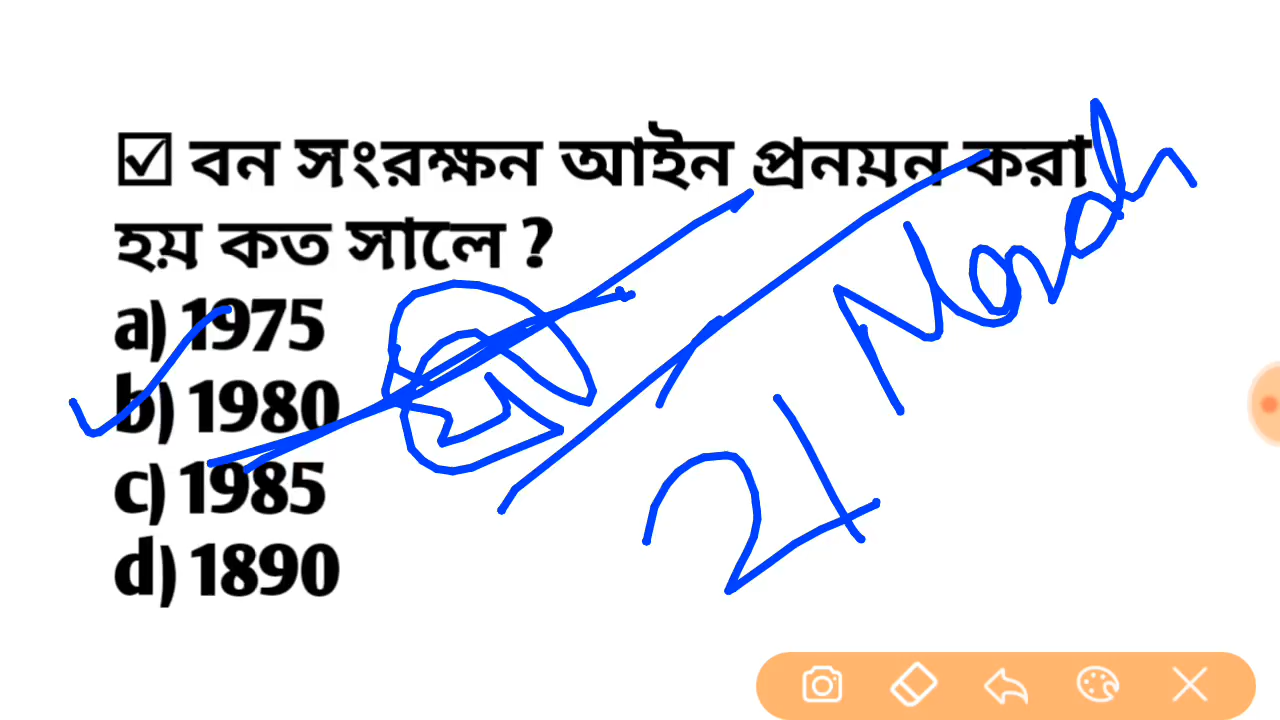 ☑ বন সংরক্ষন আইন প্রনয়ন করা
হয় কত সালে ?
a) 1975
b) 1980
c) 1985
d) 1890
21 March